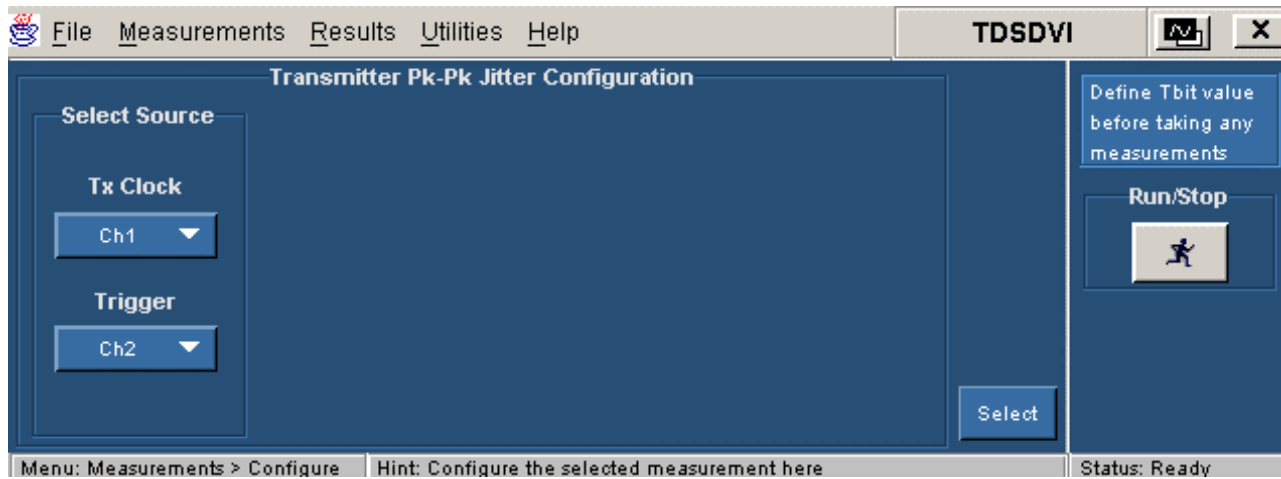 File Measurements Results Utilities Help
TDSDVI
X
Transmitter Pk-Pk Jitter Configuration
Select Source
Tx Clock
Ch1
Trigger
Ch2
Select
Define Tbit value
before taking any
measurements
Run/Stop
Menu: Measurements > Configure
Hint: Configure the selected measurement here
Status: Ready